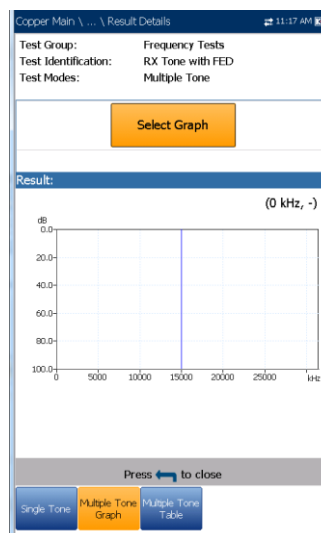 Copper Main \ ... \ Result Details 11:17 AM
Test Group: Frequency Tests
Test Identification: RX Tone with FED
Test Modes: Multiple Tone
Select Graph
Result:
(0 kHz, -)
dB
0.0
20.0
40.0
60.0
80.0
100.0
0 5000 10000 15000 20000 25000 kHz
Press to close
Single Tone
Multiple Tone
Graph
Multiple Tone
Table